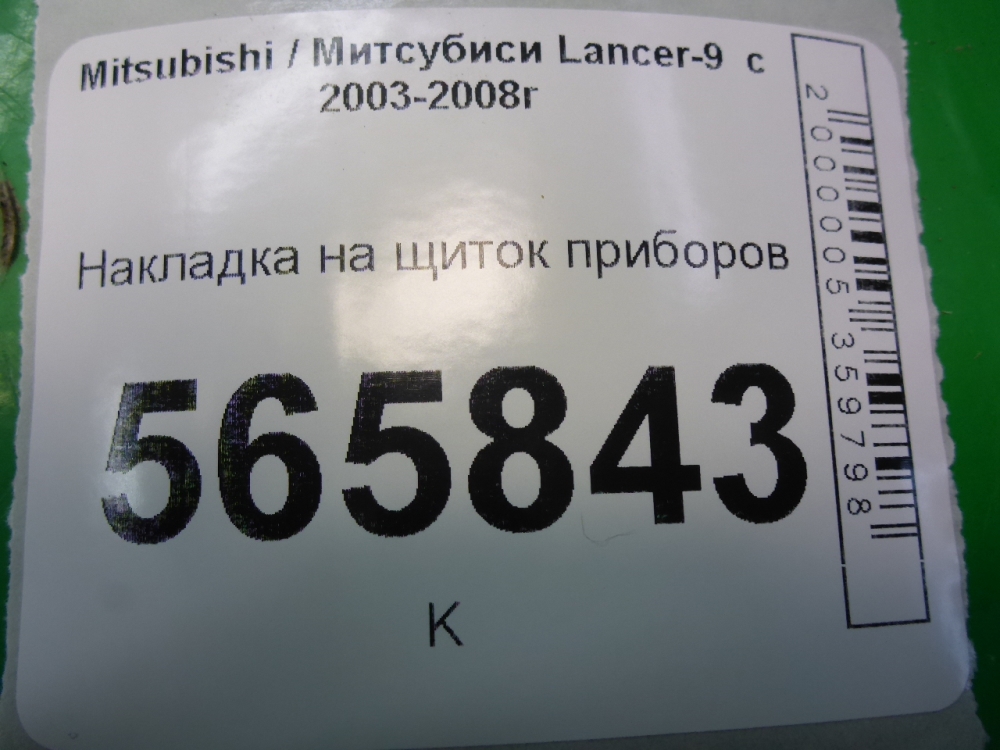 Mitsubishi / Митсубиси Lancer-9 с
2003-2008г
Накладка на щиток приборов
565843
К
2000005359798